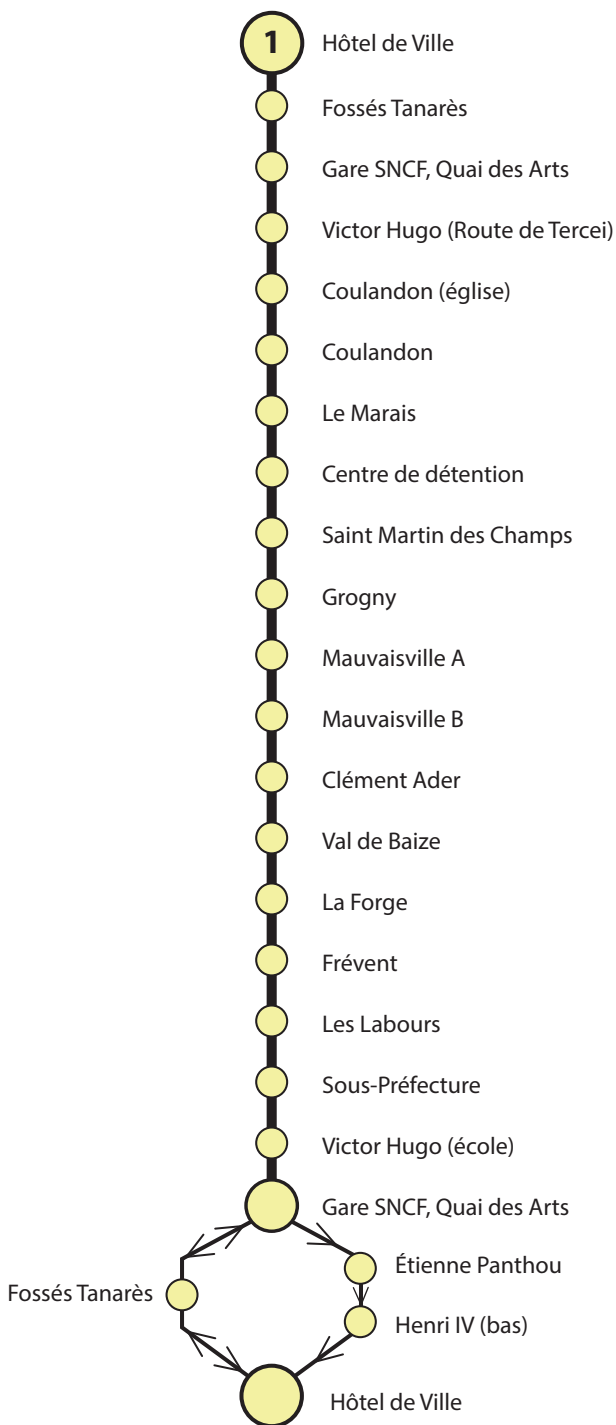 1 Hôtel de Ville
Fossés Tanarès
Gare SNCF, Quai des Arts
Victor Hugo (Route de Tercei)
Coulandon (église)
Coulandon
Le Marais
Centre de détention
Saint Martin des Champs
Grogny
Mauvaisville A
Mauvaisville B
Clément Ader
Val de Baize
La Forge
Frévent
Les Labours
Sous-Préfecture
Victor Hugo (école)
Gare SNCF, Quai des Arts
Étienne Panthou
Fossés Tanarès
Henri IV (bas)
Hôtel de Ville